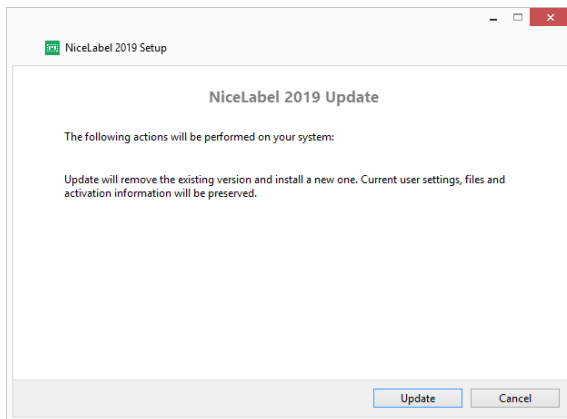 NiceLabel 2019 Setup
NiceLabel 2019 Update
The following actions will be performed on your system:
Update will remove the existing version and install a new one. Current user settings, files and
activation information will be preserved.
Update
Cancel